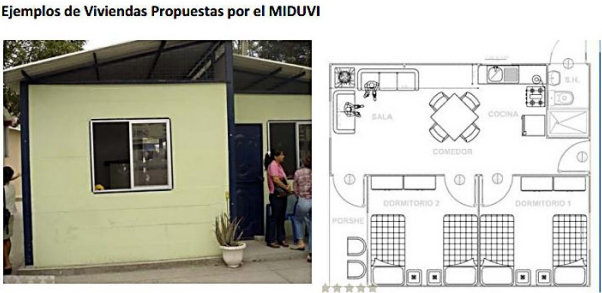 Ejemplos de Viviendas Propuestas por el MIDUVI
S.H.
SALA
COCINA
COMEDOR
DORMITORIO 2
DORMITORIO 1
PORSHE